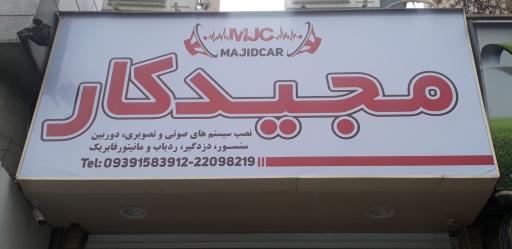 MJC
MAJIDCAR
مجیدکار
نصب سیستم های صوتی و تصویری، دوربین
سنسور، دزدگیر، ردیاب و مانیتورفابریک
Tel: 09391583912-22098219